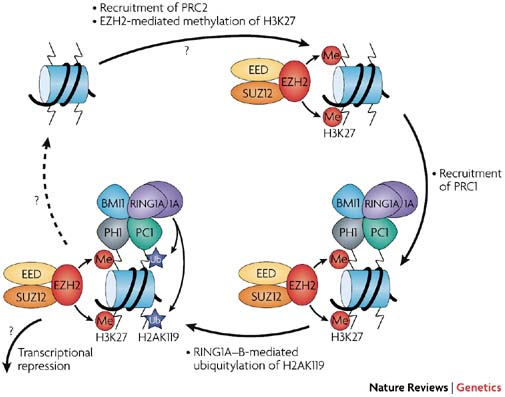 • Recruitment of PRC2
• EZH2-mediated methylation of H3K27
?
Me
EED
EZH2
SUZ12
Me
H3K27
• Recruitment
of PRC1
?
BMI1 RING1A 1A
PH1 PC1
Me Ub
EED
EZH2
SUZ12
Me Ub
H3K27 H2AK119
?
Transcriptional
repression
BMI1 RING1A 1A
PH1 PC1
Me
EED
EZH2
SUZ12
Me
H3K27
• RING1A–B-mediated
ubiquitylation of H2AK119
Nature Reviews | Genetics